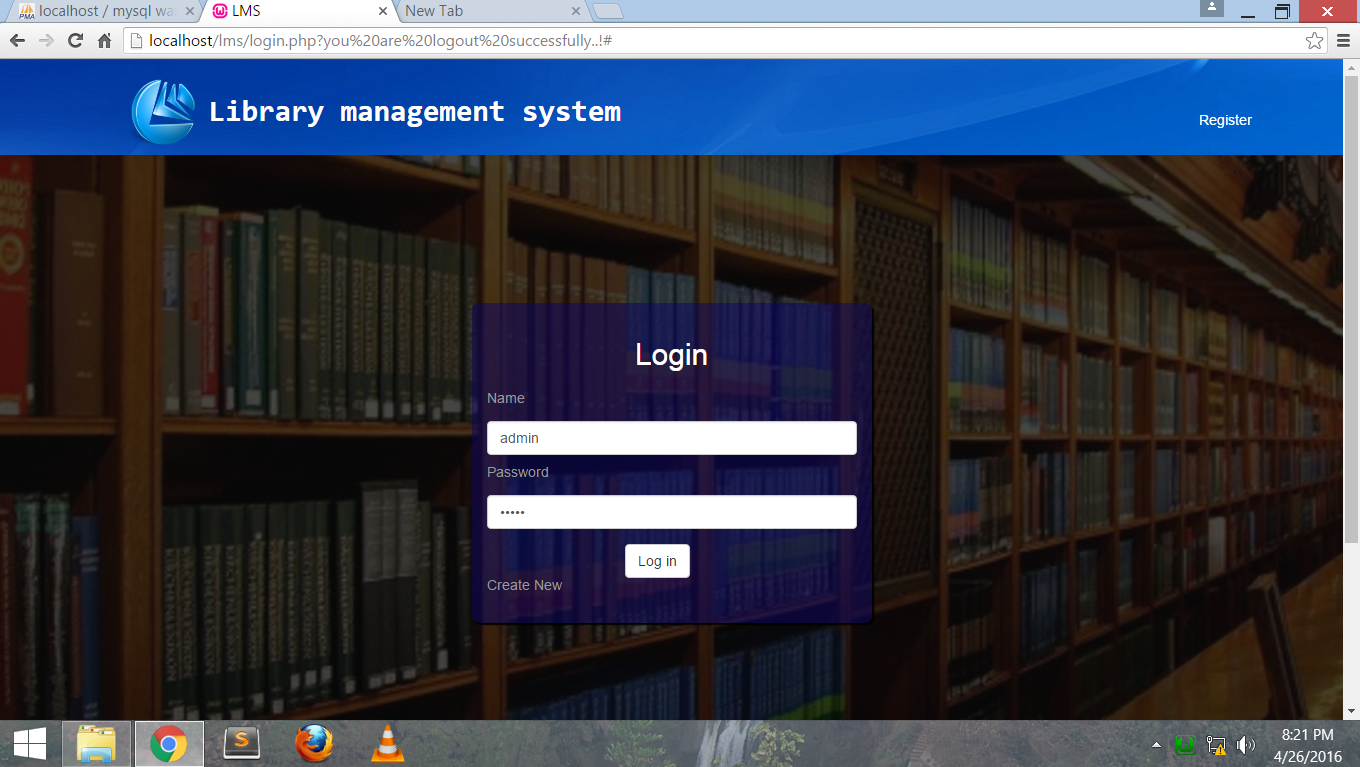 localhost / mysql wa
LMS
New Tab
localhost/lms/login.php?you%20are%20logout%20successfully..!#
Library management system
Register
Login
Name
admin
Password
•••••
Log in
Create New
8:21 PM
4/26/2016